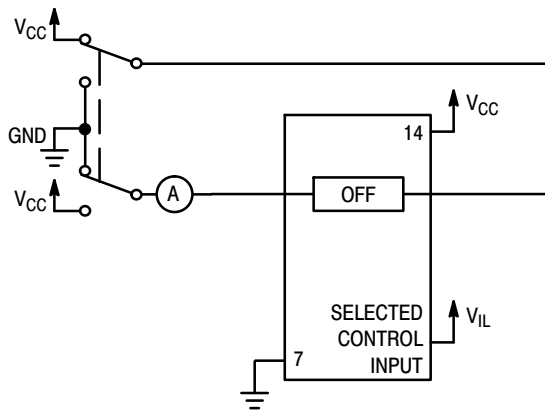 VCC
GND
VCC
A
OFF
14
VCC
SELECTED
CONTROL
INPUT
VIL
7